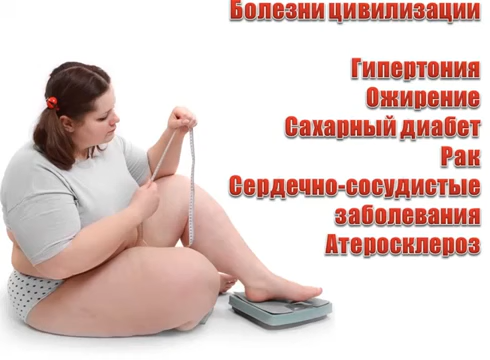 Болезни цивилизации
Гипертония
Ожирение
Сахарный диабет
Рак
Сердечно-сосудистые
заболевания
Атеросклероз